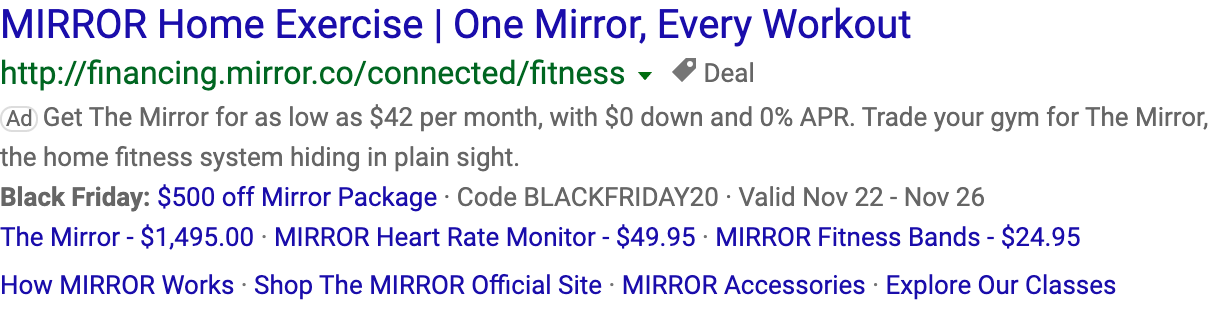 MIRROR Home Exercise | One Mirror, Every Workout
http://financing.mirror.co/connected/fitness Deal
Ad Get The Mirror for as low as $42 per month, with $0 down and 0% APR. Trade your gym for The Mirror,
the home fitness system hiding in plain sight.
Black Friday: $500 off Mirror Package · Code BLACKFRIDAY20 · Valid Nov 22 - Nov 26
The Mirror - $1,495.00 · MIRROR Heart Rate Monitor - $49.95 · MIRROR Fitness Bands - $24.95
How MIRROR Works · Shop The MIRROR Official Site · MIRROR Accessories · Explore Our Classes